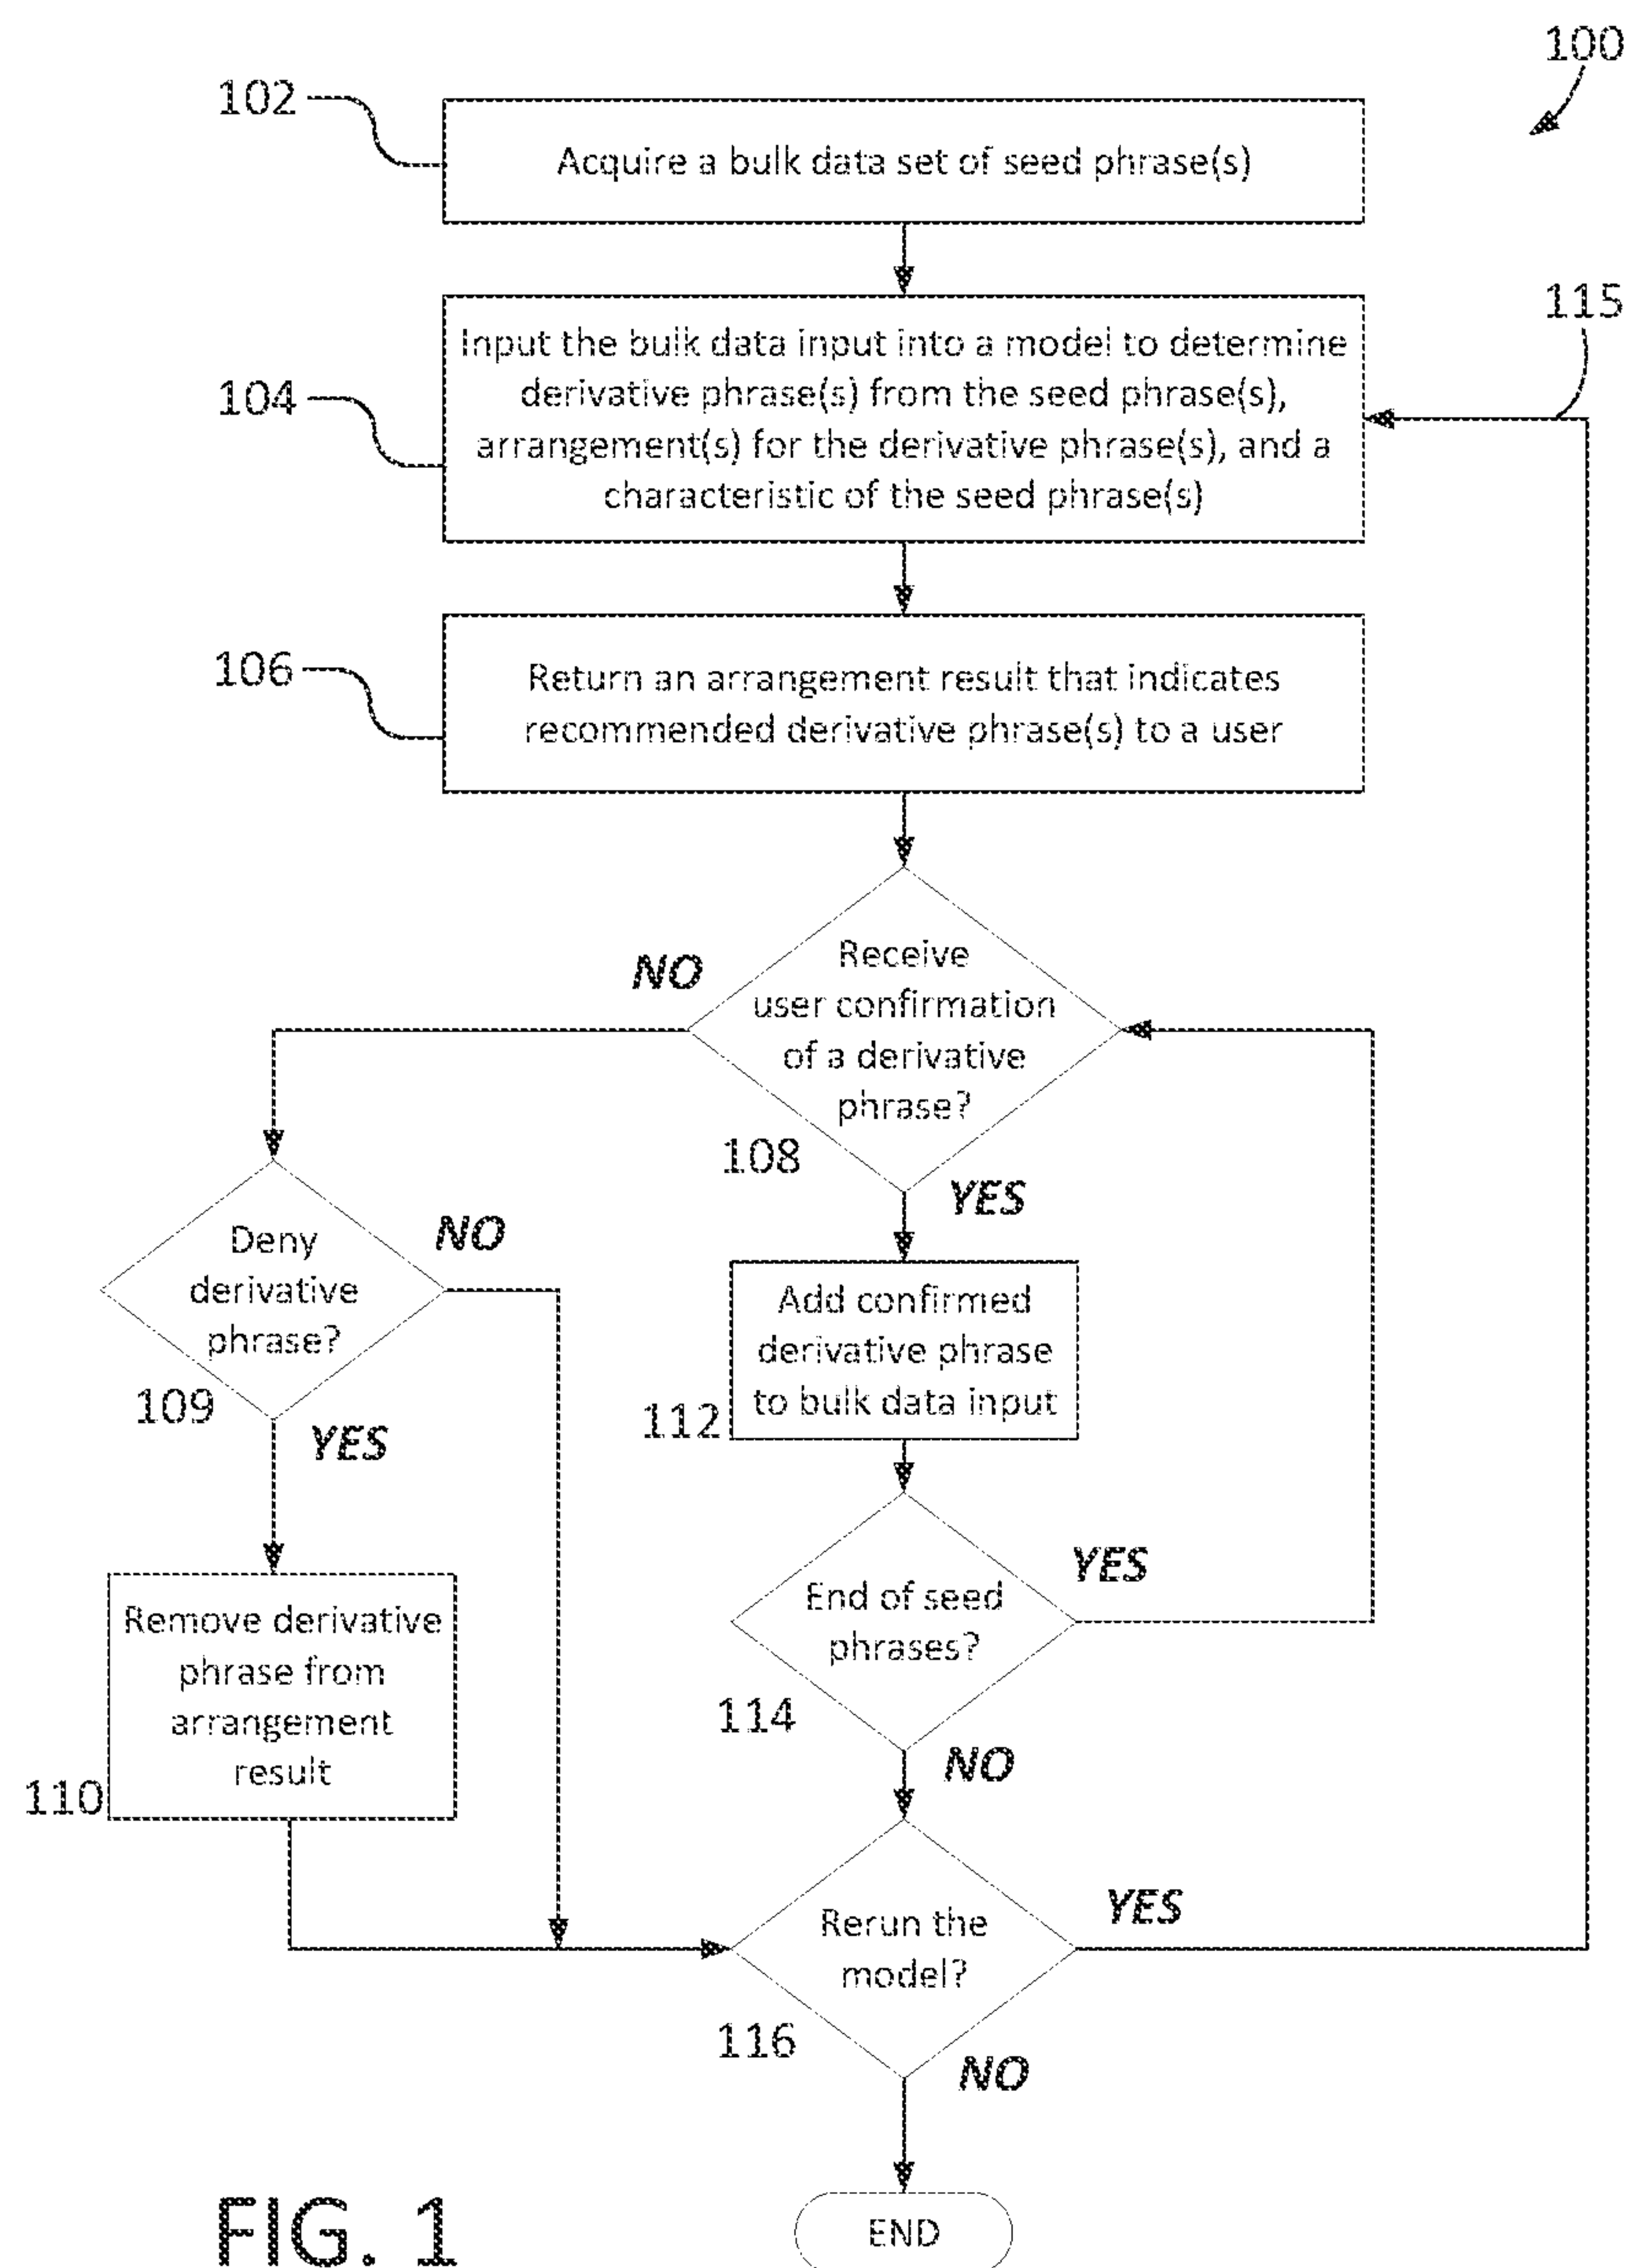 100
102
Acquire a bulk data set of seed phrase(s)
115
104
Input the bulk data input into a model to determine
derivative phrase(s) from the seed phrase(s),
arrangement(s) for the derivative phrase(s), and a
characteristic of the seed phrase(s)
106
Return an arrangement result that indicates
recommended derivative phrase(s) to a user
NO
Receive
user confirmation
of a derivative
phrase?
108
YES
Deny
derivative
phrase?
NO
109
YES
Add confirmed
derivative phrase
to bulk data input
112
End of seed
phrases?
YES
114
NO
Remove derivative
phrase from
arrangement
result
110
Rerun the
model?
YES
116
NO
END
FIG. 1